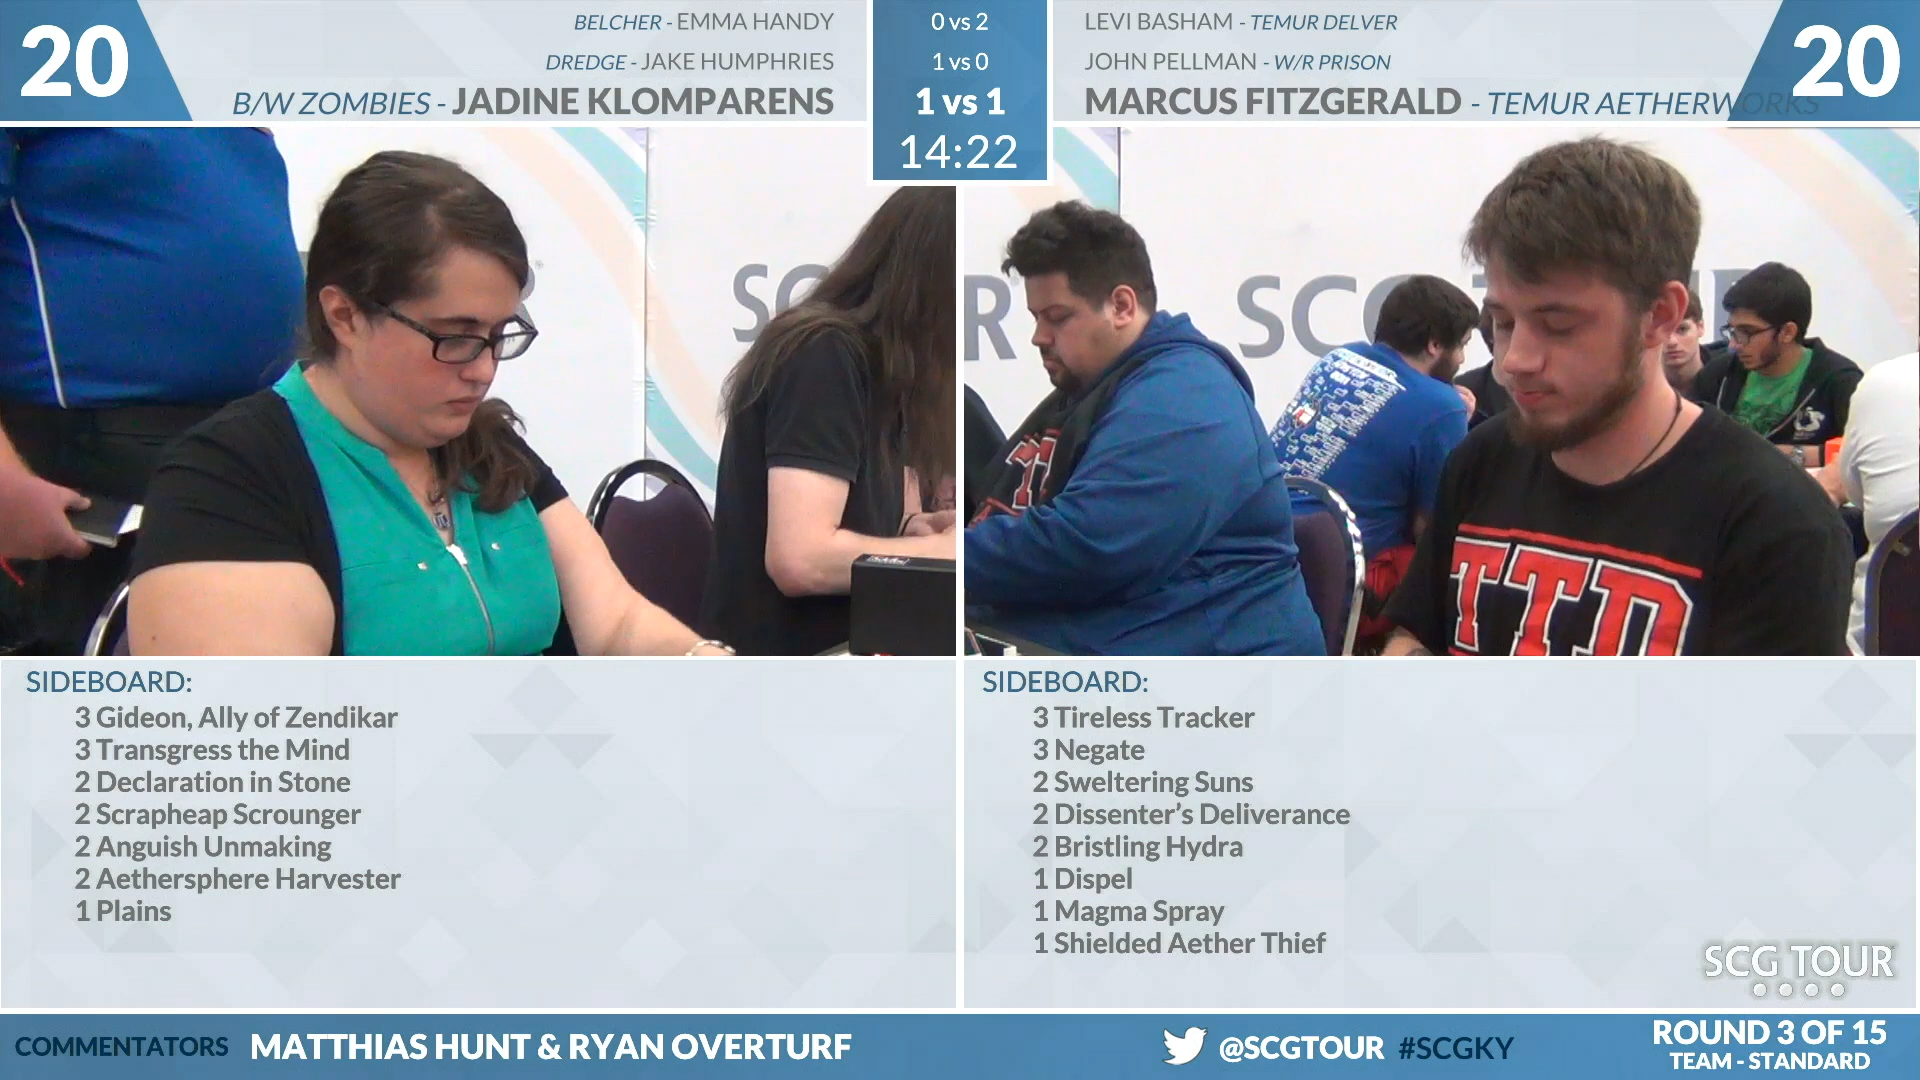 20
BELCHER - EMMA HANDY
0 vs 2
LEVI BASHAM - TEMUR DELVER
20
DREDGE - JAKE HUMPHRIES
1 vs 0
JOHN PELLMAN - W/R PRISON
B/W ZOMBIES - JADINE KLOMPARENS
1 vs 1
MARCUS FITZGERALD - TEMUR AETHERWORKS
14:22
SC
R
SCG TOUR
TTD
SIDEBOARD:
3 Gideon, Ally of Zendikar
3 Transgress the Mind
2 Declaration in Stone
2 Scrapheap Scrounger
2 Anguish Unmaking
2 Aethersphere Harvester
1 Plains
SIDEBOARD:
3 Tireless Tracker
3 Negate
2 Sweltering Suns
2 Dissenter's Deliverance
2 Bristling Hydra
1 Dispel
1 Magma Spray
1 Shielded Aether Thief
SCG TOUR
COMMENTATORS MATTHIAS HUNT & RYAN OVERTURF
@SCGTOUR #SCGKY
ROUND 3 OF 15
TEAM - STANDARD